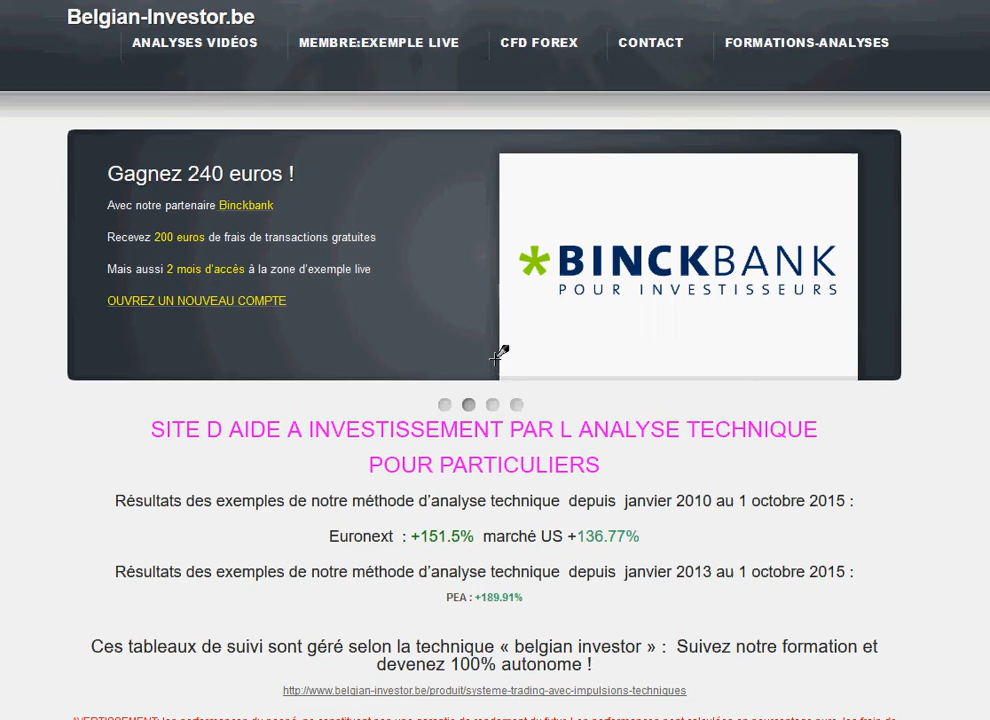 Belgian-Investor.be
ANALYSES VIDÉOS MEMBRE:EXEMPLE LIVE CFD FOREX CONTACT FORMATIONS-ANALYSES
Gagnez 240 euros !
Avec notre partenaire Binckbank
Recevez 200 euros de frais de transactions gratuites
Mais aussi 2 mois d'accès à la zone d'exemple live
OUVREZ UN NOUVEAU COMPTE
BINCKBANK
POUR INVESTISSEURS
SITE D AIDE A INVESTISSEMENT PAR L ANALYSE TECHNIQUE
POUR PARTICULIERS
Résultats des exemples de notre méthode d'analyse technique depuis janvier 2010 au 1 octobre 2015 :
Euronext : +151.5% marché US +136.77%
Résultats des exemples de notre méthode d'analyse technique depuis janvier 2013 au 1 octobre 2015 :
PEA : +189.91%
Ces tableaux de suivi sont géré selon la technique « belgian investor » : Suivez notre formation et
devenez 100% autonome !
http://www.belgian-investor.be/produit/systeme-trading-avec-impulsions-techniques